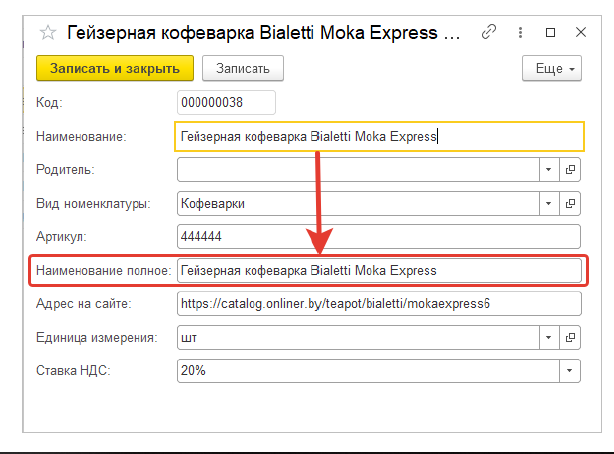 Гейзерная кофеварка Bialetti Moka Express ...
Записать и закрыть Записать Еще
Код: 000000038
Наименование: Гейзерная кофеварка Bialetti Moka Express
Родитель:
Вид номенклатуры: Кофеварки
Артикул: 444444
Наименование полное: Гейзерная кофеварка Bialetti Moka Express
Адрес на сайте: https://catalog.onliner.by/teapot/bialetti/mokaexpress6
Единица измерения: шт
Ставка НДС: 20%